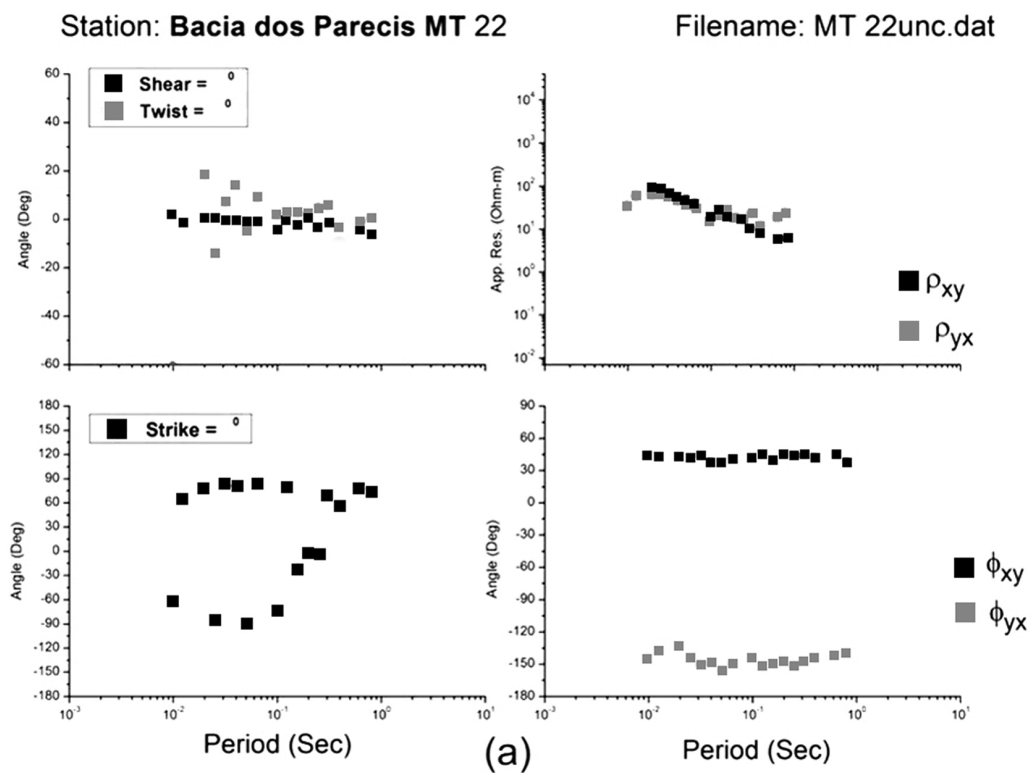 Station: Bacia dos Parecis MT 22
Filename: MT 22unc.dat
Shear = 0
Twist = 0
Angle (Deg)
60
40
20
0
-20
-40
-60
App. Res. (Ohm-m)
10⁴
10³
10²
10¹
10⁰
10⁻¹
10⁻²
ρxy
ρyx
Strike = 0
Angle (Deg)
180
150
120
90
60
30
0
-30
-60
-90
-120
-150
-180
10⁻³ 10⁻² 10⁻¹ 10⁰ 10¹
Period (Sec)
Angle (Deg)
90
60
30
0
-60
-90
-120
-150
-180
ϕxy
ϕyx
10⁻³ 10⁻² 10⁻¹ 10⁰ 10¹
Period (Sec)
(a)